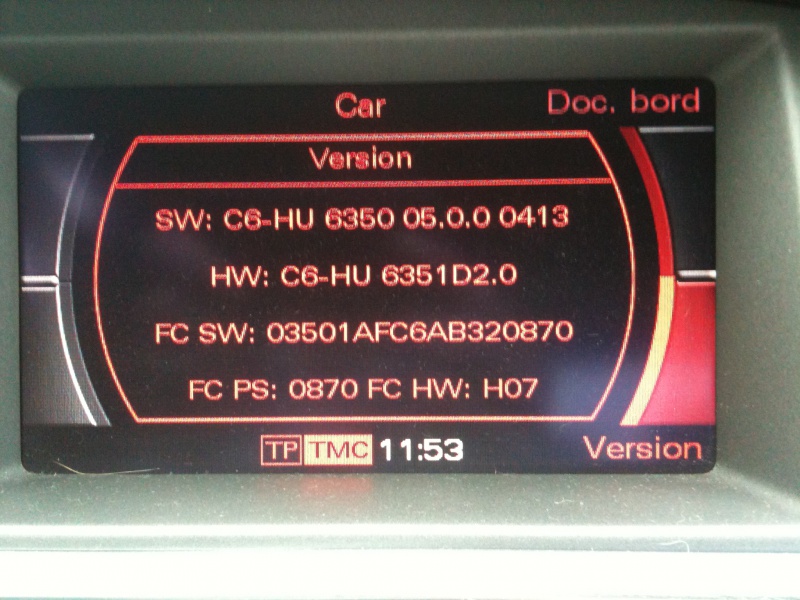 Car
Doc. bord
Version
SW: C6-HU 6350 05.0.0 0413
HW: C6-HU 6351D2.0
FC SW: 03501AFC6AB320870
FC PS: 0870 FC HW: H07
TP TMC 11:53
Version